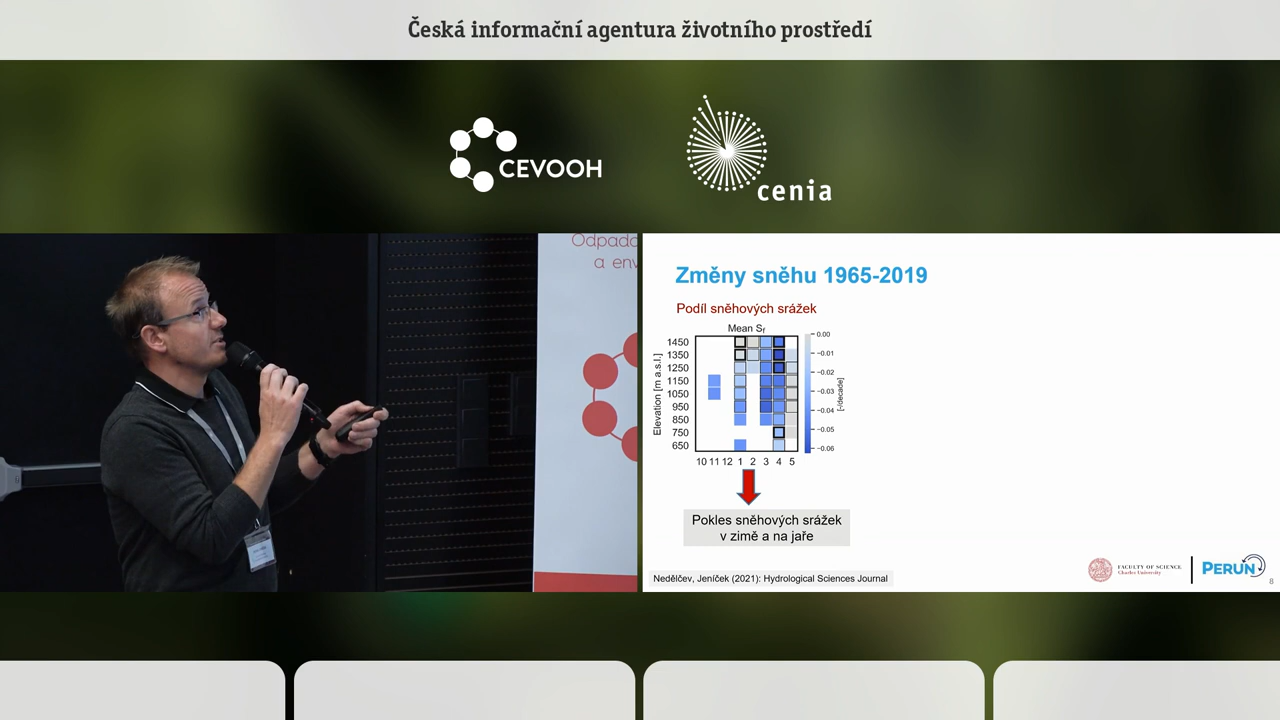 Česká informační agentura životního prostředí
CEVOOH
cenia
Odpado
a env
Změny sněhu 1965-2019
Podíl sněhových srážek
Mean Sf
Elevation [m a.s.l.]
1450
1350
1250
1150
1050
950
850
750
650
10 11 12 1 2 3 4 5
0.00
−0.01
−0.02
−0.03
−0.04
−0.05
−0.06
[-/decade]
Pokles sněhových srážek
v zimě a na jaře
Nedělčev, Jeníček (2021): Hydrological Sciences Journal
FACULTY OF SCIENCE
Charles University
PERUN
8